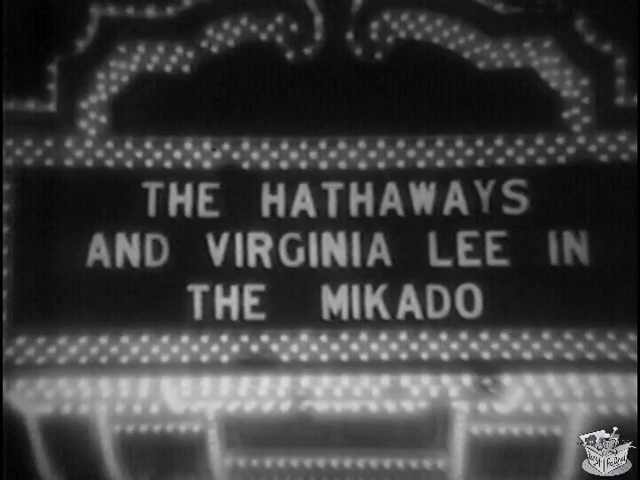 THE HATHAWAYS
AND VIRGINIA LEE IN
THE MIKADO